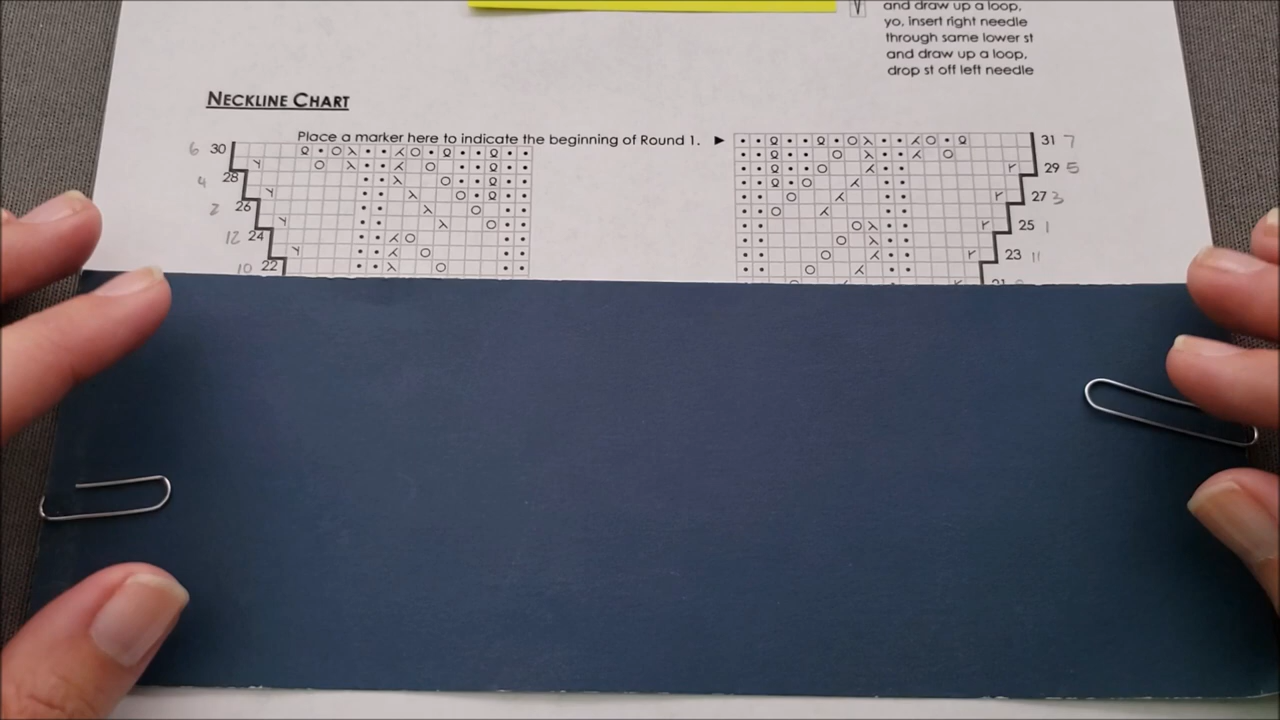 and draw up a loop,
yo, insert right needle
through same lower st
and draw up a loop,
drop st off left needle
NECKLINE CHART
Place a marker here to indicate the beginning of Round 1. ►
6 30
31 7
28
29 5
4
27 3
2 26
25 1
12 24
23 11
10 22